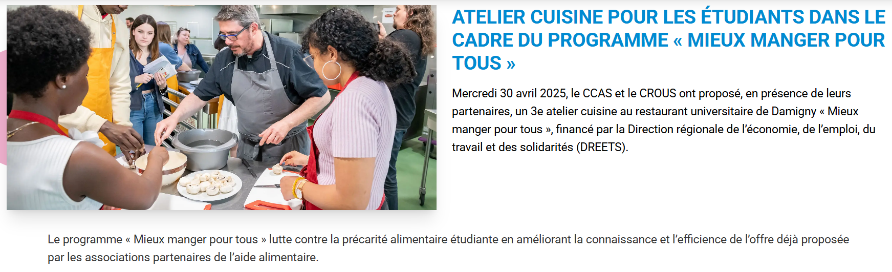 ATELIER CUISINE POUR LES ÉTUDIANTS DANS LE
CADRE DU PROGRAMME « MIEUX MANGER POUR
TOUS »
Mercredi 30 avril 2025, le CCAS et le CROUS ont proposé, en présence de leurs
partenaires, un 3e atelier cuisine au restaurant universitaire de Damigny « Mieux
manger pour tous », financé par la Direction régionale de l’économie, de l’emploi, du
travail et des solidarités (DREETS).
Le programme « Mieux manger pour tous » lutte contre la précarité alimentaire étudiante en améliorant la connaissance et l’efficience de l’offre déjà proposée
par les associations partenaires de l’aide alimentaire.